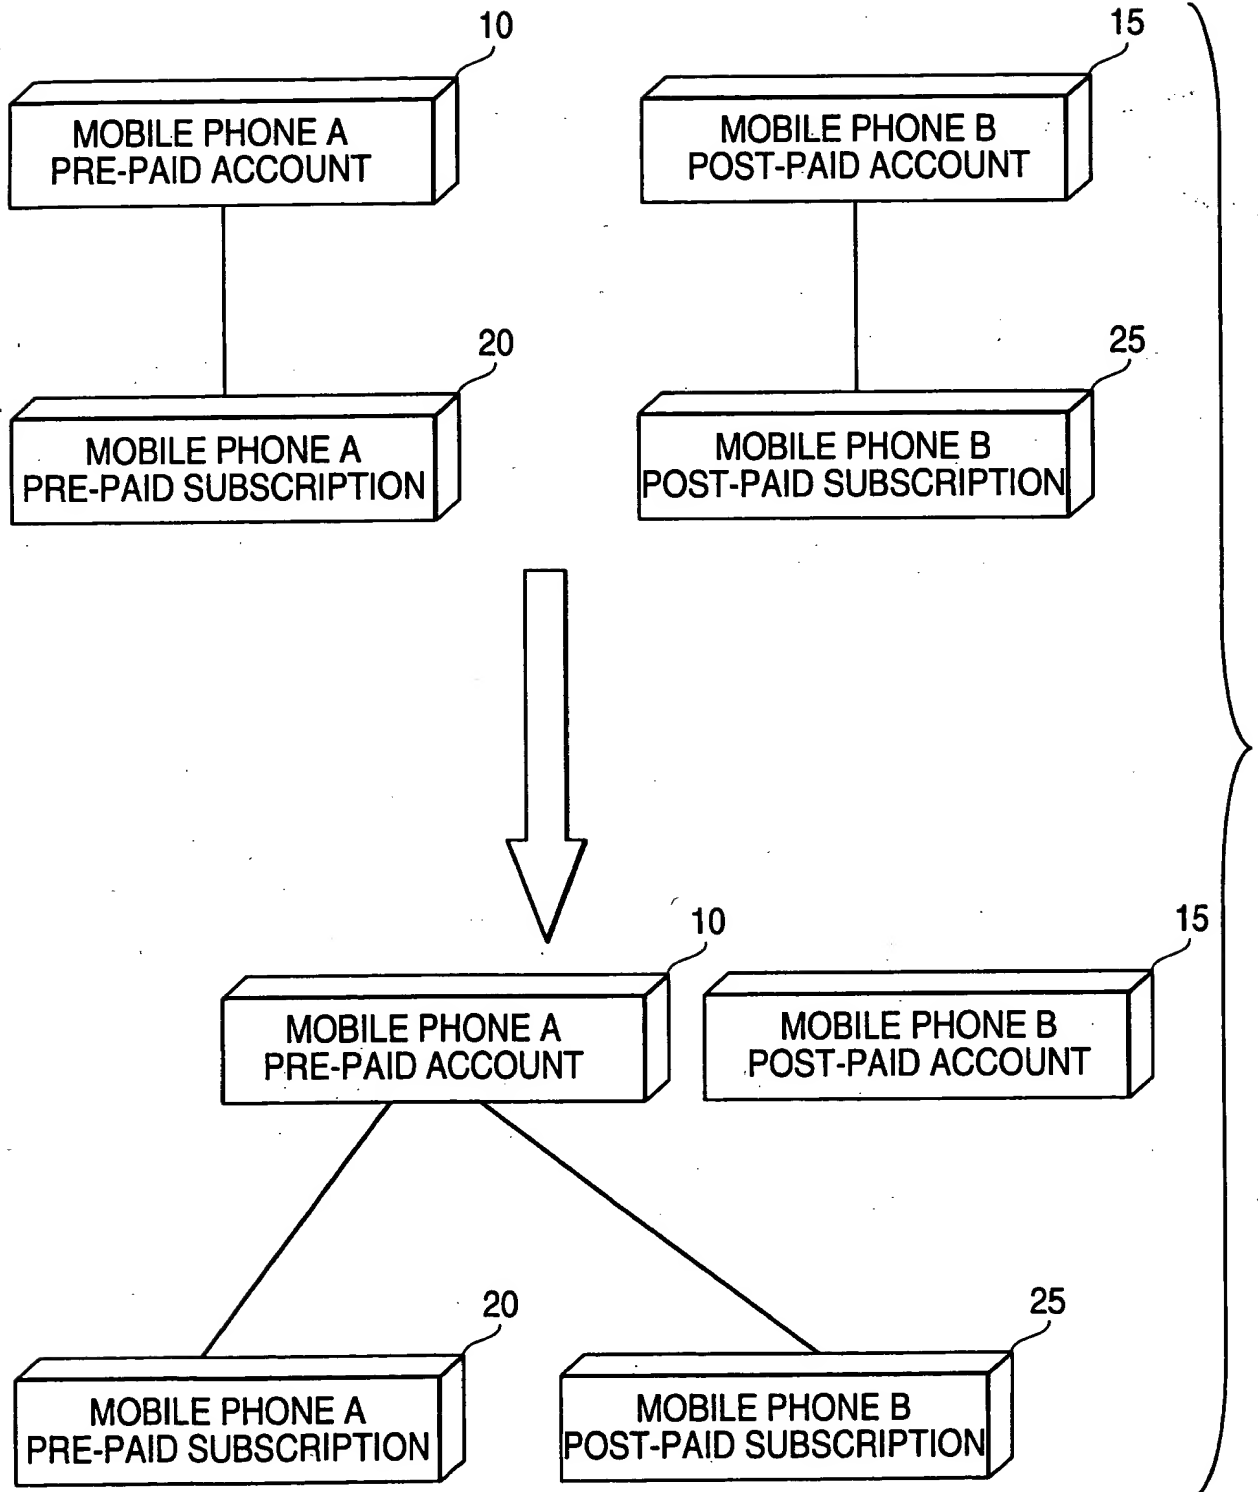 10
15
MOBILE PHONE A
PRE-PAID ACCOUNT
MOBILE PHONE B
POST-PAID ACCOUNT
20
25
MOBILE PHONE A
PRE-PAID SUBSCRIPTION
MOBILE PHONE B
POST-PAID SUBSCRIPTION
10
15
MOBILE PHONE A
PRE-PAID ACCOUNT
MOBILE PHONE B
POST-PAID ACCOUNT
20
25
MOBILE PHONE A
PRE-PAID SUBSCRIPTION
MOBILE PHONE B
POST-PAID SUBSCRIPTION